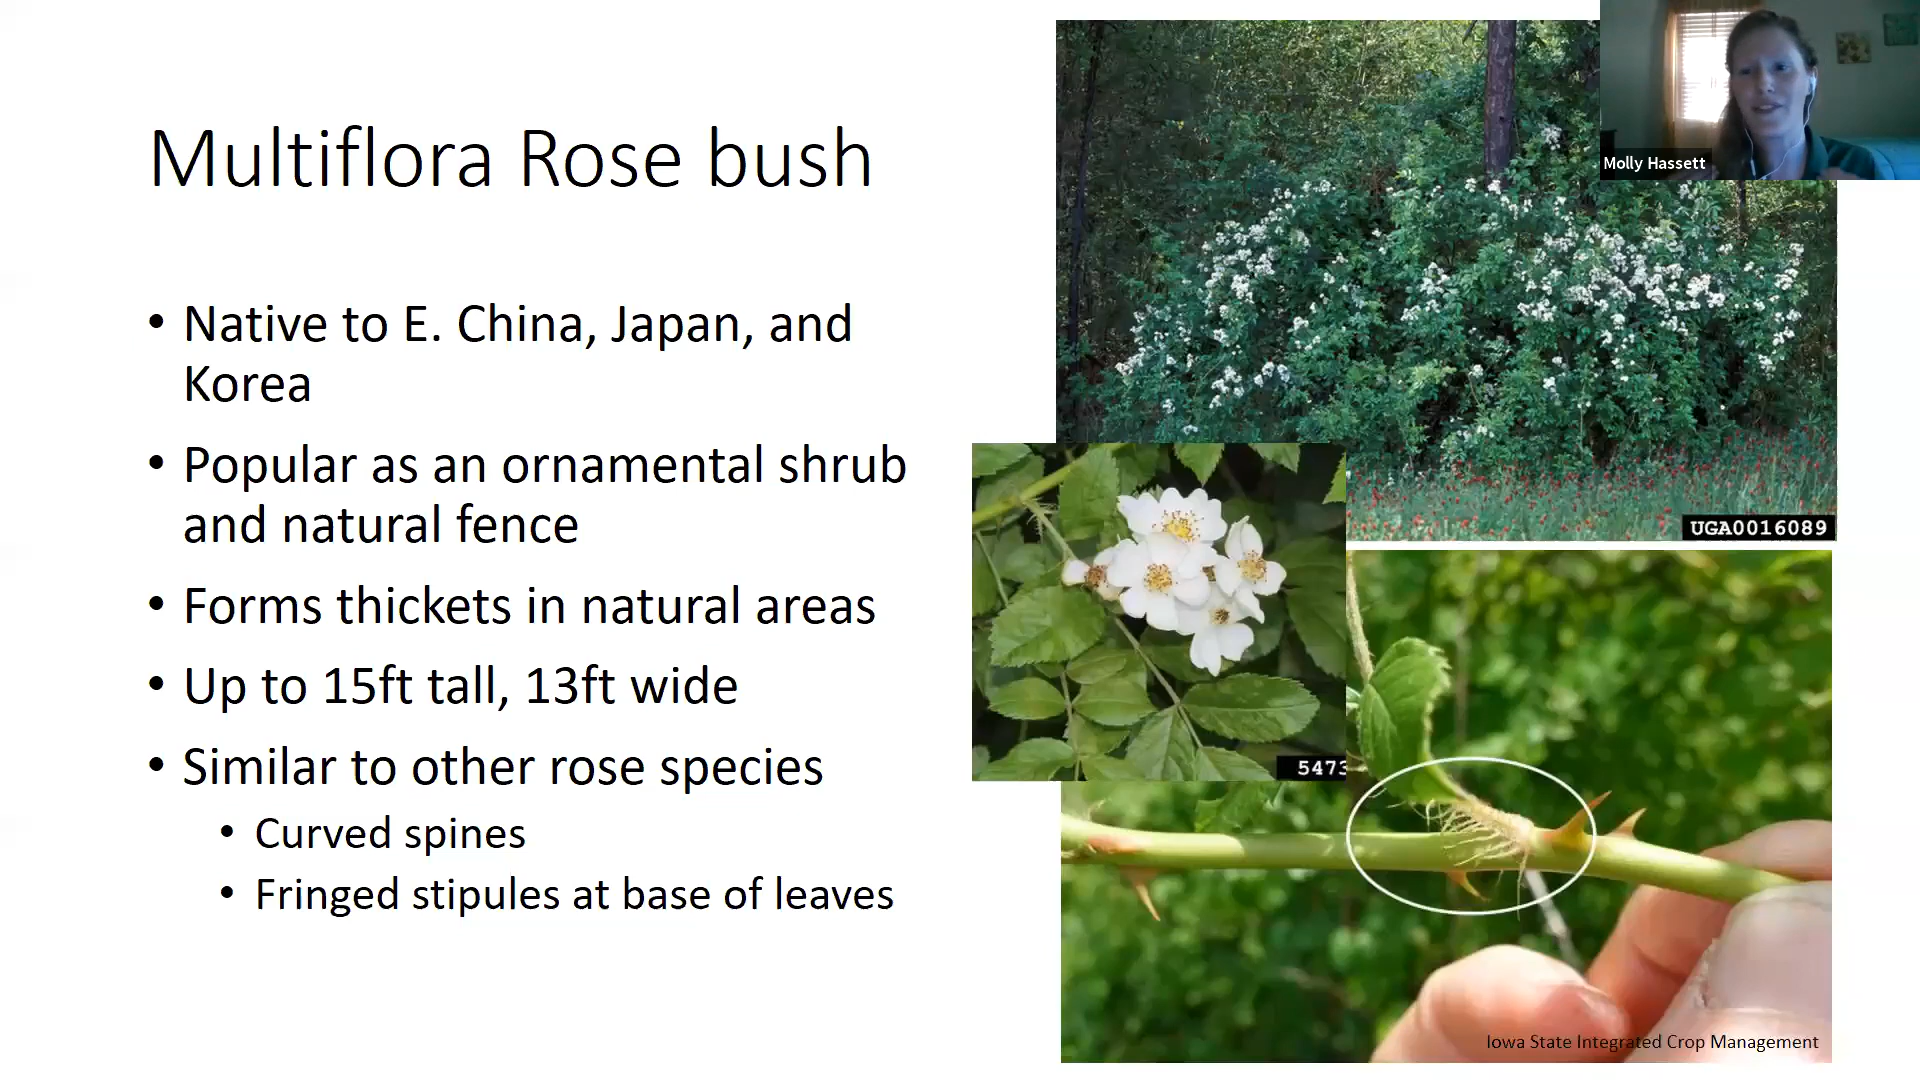 Multiflora Rose bush
• Native to E. China, Japan, and
Korea
• Popular as an ornamental shrub
and natural fence
• Forms thickets in natural areas
• Up to 15ft tall, 13ft wide
• Similar to other rose species
• Curved spines
• Fringed stipules at base of leaves
Molly Hassett
UGA0016089
5473
Iowa State Integrated Crop Management